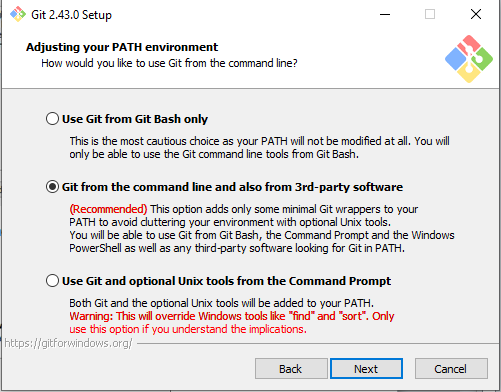 Git 2.43.0 Setup
Adjusting your PATH environment
How would you like to use Git from the command line?
Use Git from Git Bash only
This is the most cautious choice as your PATH will not be modified at all. You will
only be able to use the Git command line tools from Git Bash.
Git from the command line and also from 3rd-party software
(Recommended) This option adds only some minimal Git wrappers to your
PATH to avoid cluttering your environment with optional Unix tools.
You will be able to use Git from Git Bash, the Command Prompt and the Windows
PowerShell as well as any third-party software looking for Git in PATH.
Use Git and optional Unix tools from the Command Prompt
Both Git and the optional Unix tools will be added to your PATH.
Warning: This will override Windows tools like "find" and "sort". Only
use this option if you understand the implications.
https://gitforwindows.org/
Back
Next
Cancel